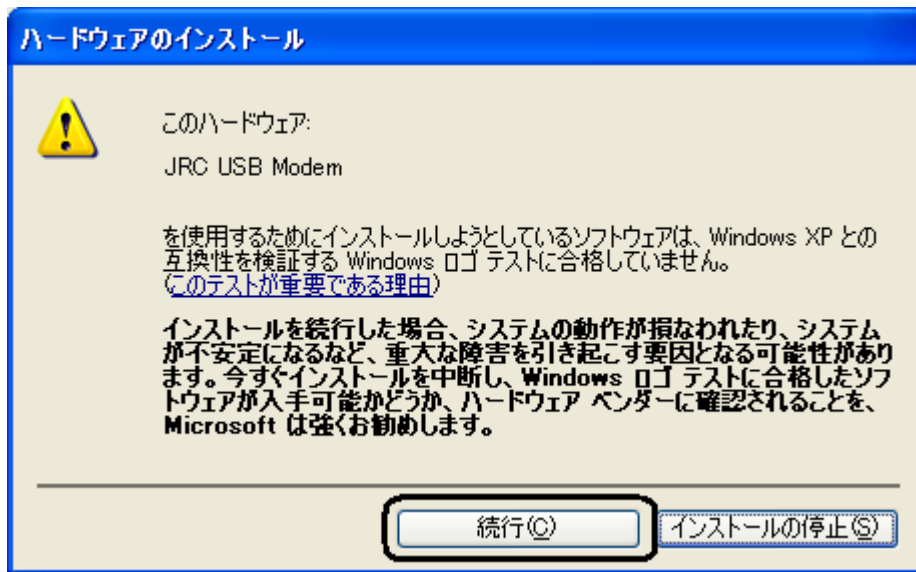 ハードウェアのインストール
このハードウェア:
JRC USB Modem
を使用するためにインストールしようとしているソフトウェアは、Windows XP との
互換性を検証する Windows ロゴ テストに合格していません。
(このテストが重要である理由)
インストールを続行した場合、システムの動作が損なわれたり、システム
が不安定になるなど、重大な障害を引き起こす要因となる可能性があり
ます。今すぐインストールを中断し、Windows ロゴ テストに合格したソフ
トウェアが入手可能かどうか、ハードウェア ベンダーに確認されることを、
Microsoft は強くお勧めします。
続行(C) インストールの停止(S)